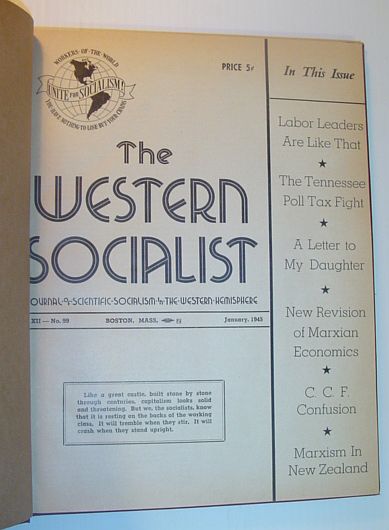 WORKERS·OF·THE·WORLD
UNITE FOR SOCIALISM!
YOU HAVE NOTHING TO LOSE BUT YOUR CHAINS
PRICE 5¢
The
WESTERN
SOCIALIST
JOURNAL·of·SCIENTIFIC·SOCIALISM·in·THE·WESTERN·HEMISPHERE
XII — No. 99
BOSTON, MASS.
January, 1945
Like a great castle, built stone by stone
through centuries, capitalism looks solid
and threatening. But we, the socialists, know
that it is resting on the backs of the working
class. It will tremble when they stir. It will
crash when they stand upright.
In This Issue
Labor Leaders
Are Like That
★
The Tennessee
Poll Tax Fight
★
A Letter to
My Daughter
★
New Revision
of Marxian
Economics
★
C. C. F.
Confusion
★
Marxism In
New Zealand